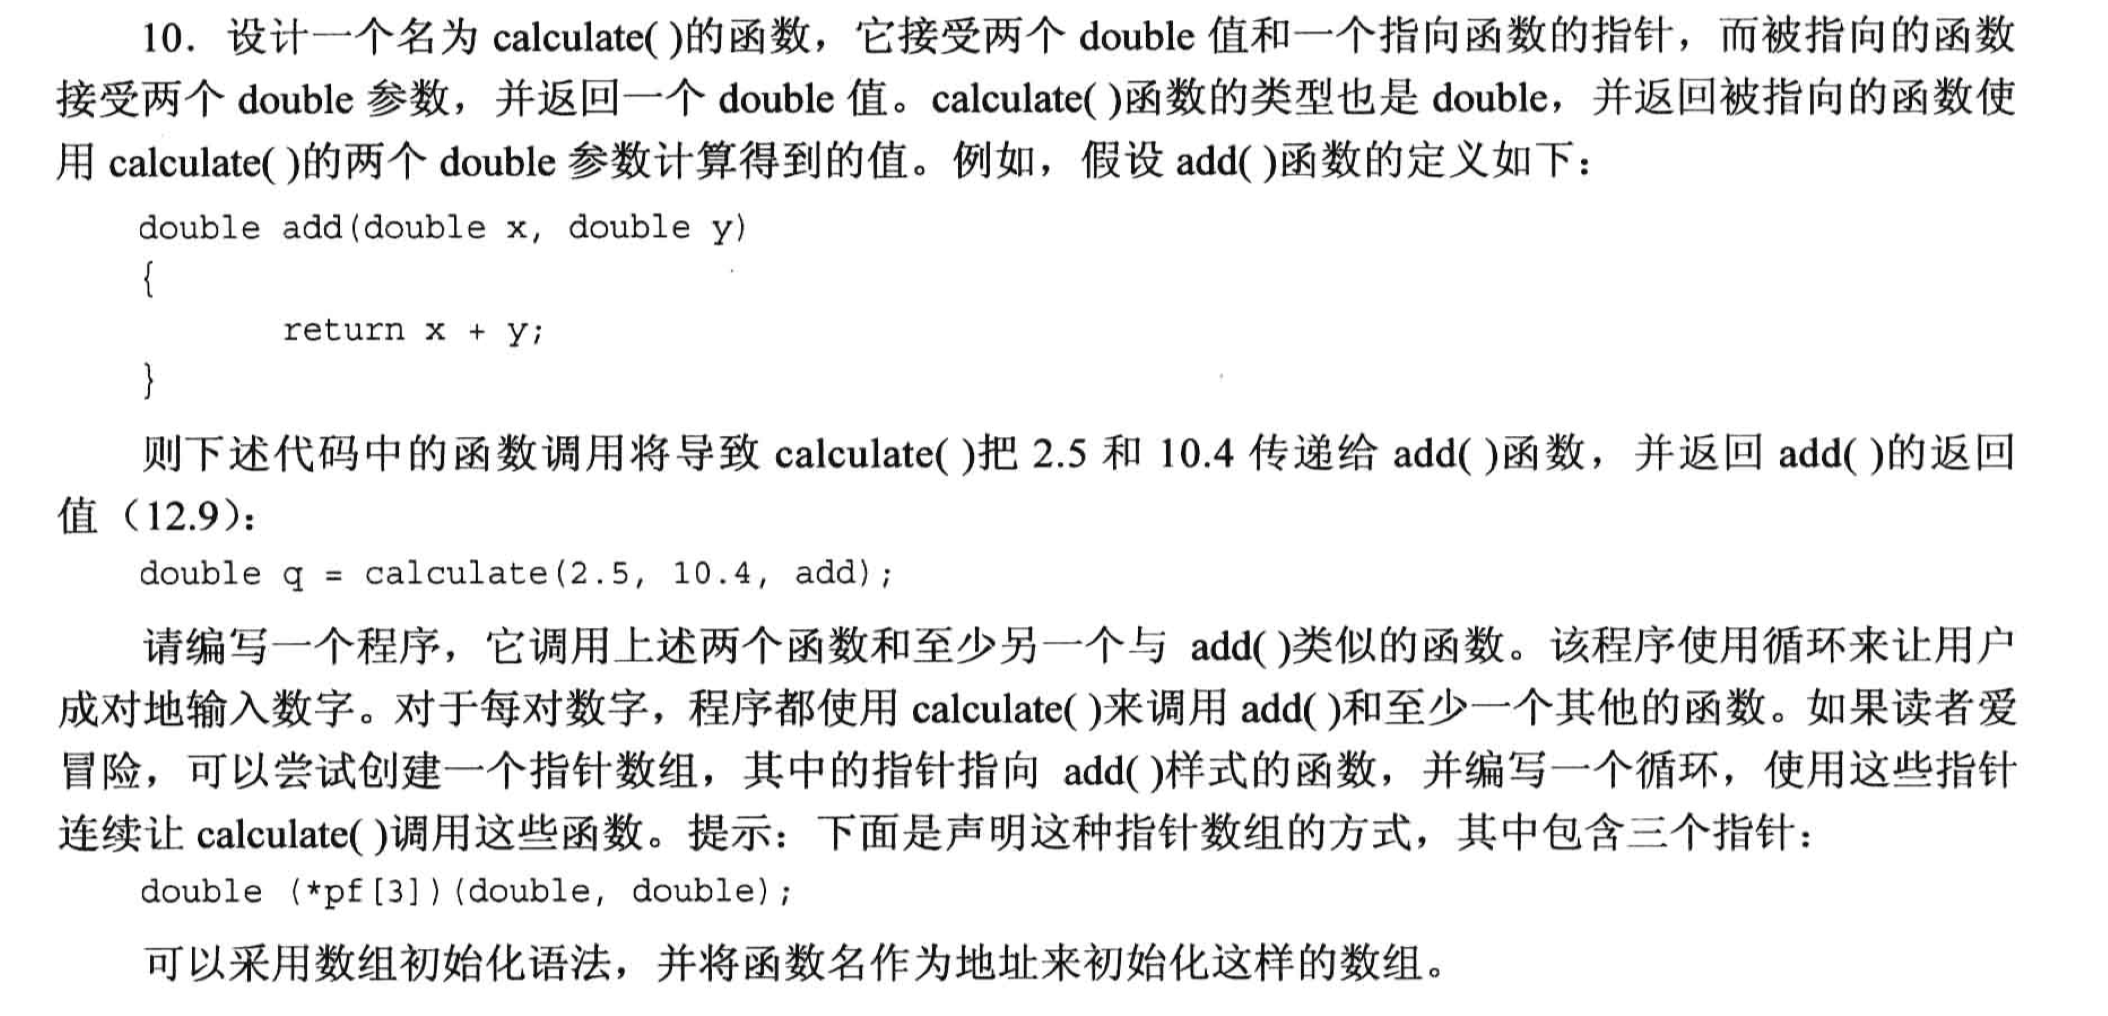 10．设计一个名为 calculate( )的函数，它接受两个 double 值和一个指向函数的指针，而被指向的函数
接受两个 double 参数，并返回一个 double 值。calculate( )函数的类型也是 double，并返回被指向的函数使
用 calculate( )的两个 double 参数计算得到的值。例如，假设 add( )函数的定义如下：
double add(double x, double y)
{
return x + y;
}
则下述代码中的函数调用将导致 calculate( )把 2.5 和 10.4 传递给 add( )函数，并返回 add( )的返回
值（12.9）：
double q = calculate(2.5, 10.4, add);
请编写一个程序，它调用上述两个函数和至少另一个与 add( )类似的函数。该程序使用循环来让用户
成对地输入数字。对于每对数字，程序都使用 calculate( )来调用 add( )和至少一个其他的函数。如果读者爱
冒险，可以尝试创建一个指针数组，其中的指针指向 add( )样式的函数，并编写一个循环，使用这些指针
连续让 calculate( )调用这些函数。提示：下面是声明这种指针数组的方式，其中包含三个指针：
double (*pf[3])(double, double);
可以采用数组初始化语法，并将函数名作为地址来初始化这样的数组。